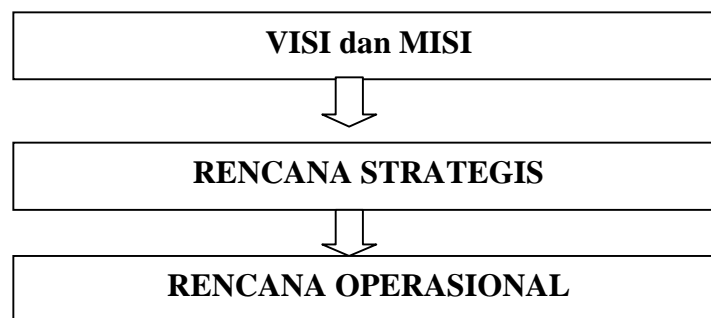 VISI dan MISI
RENCANA STRATEGIS
RENCANA OPERASIONAL